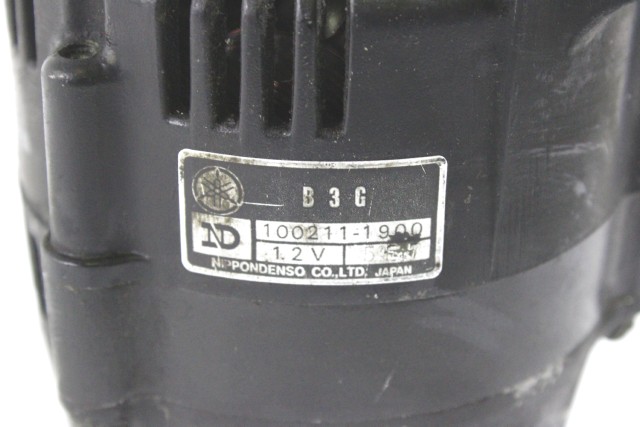 B3G
ND
100211-1900
12V
NIPPONDENSO CO.,LTD. JAPAN